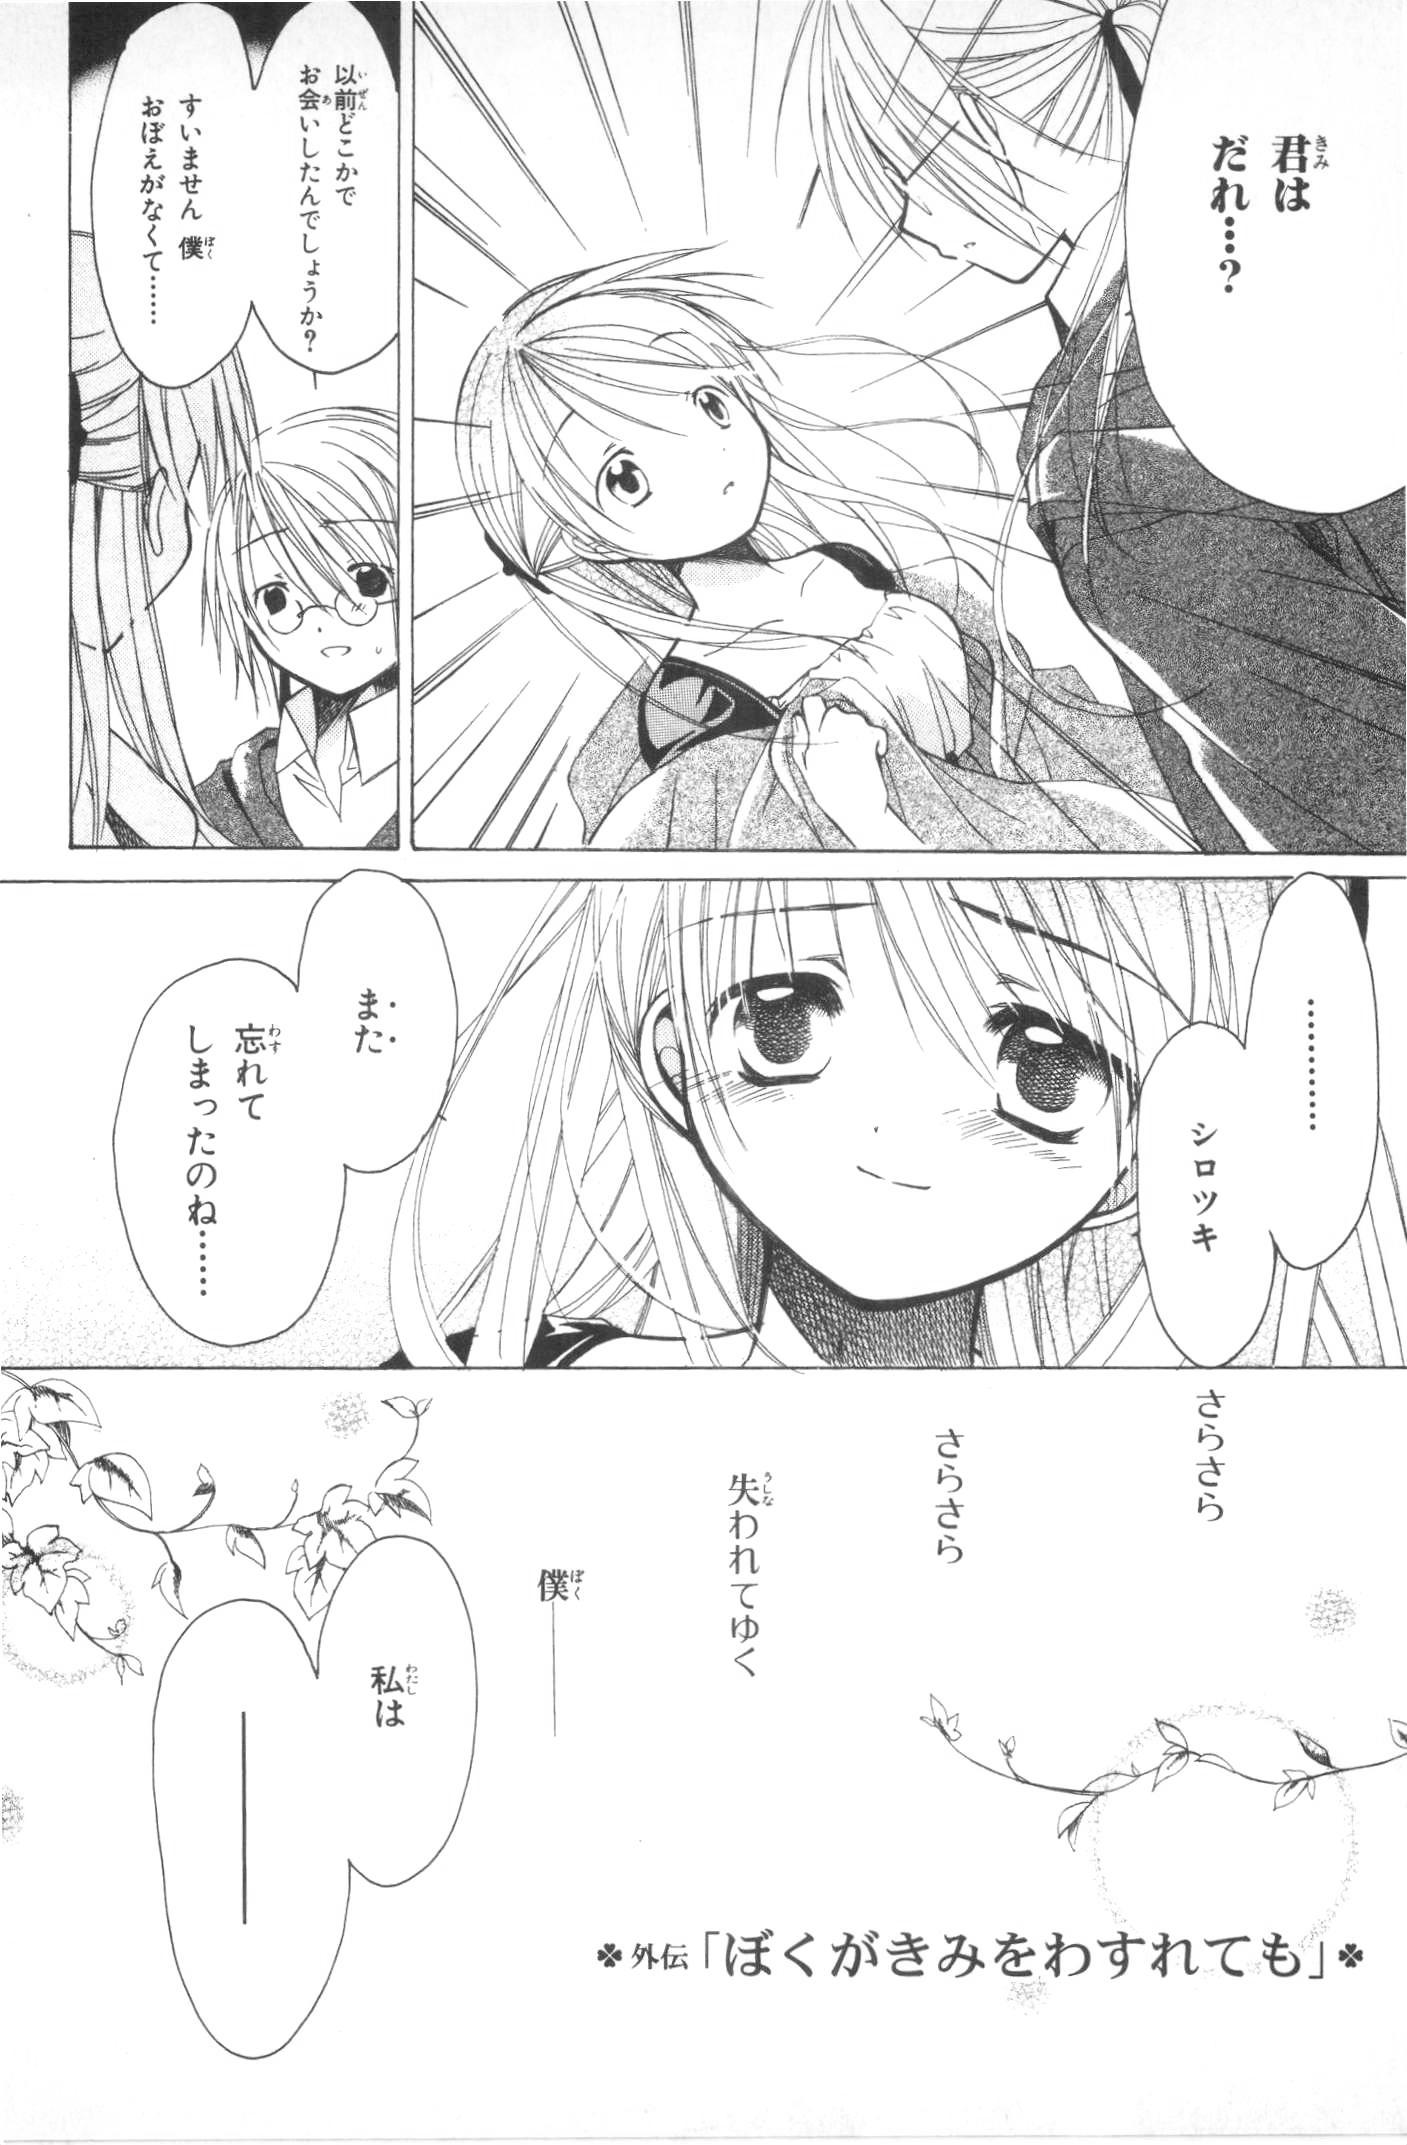 君は
だれ…?
以前どこかで
お会いしたんでしょうか?
すいません 僕
おぼえがなくて……
………
シロツキ
また
忘れて
しまったのね……
さらさら
さらさら
失われてゆく
僕――
私は
――
外伝「ぼくがきみをわすれても」